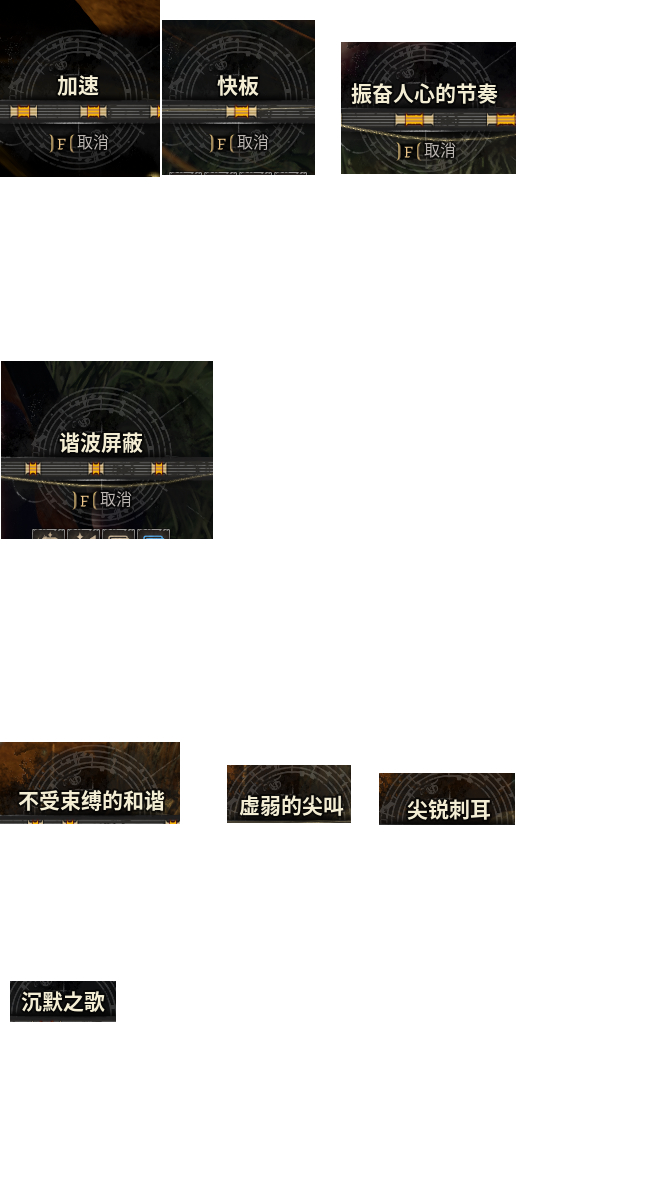 加速
F 取消
快板
F 取消
振奋人心的节奏
F 取消
谐波屏蔽
F 取消
不受束缚的和谐
虚弱的尖叫
尖锐刺耳
沉默之歌